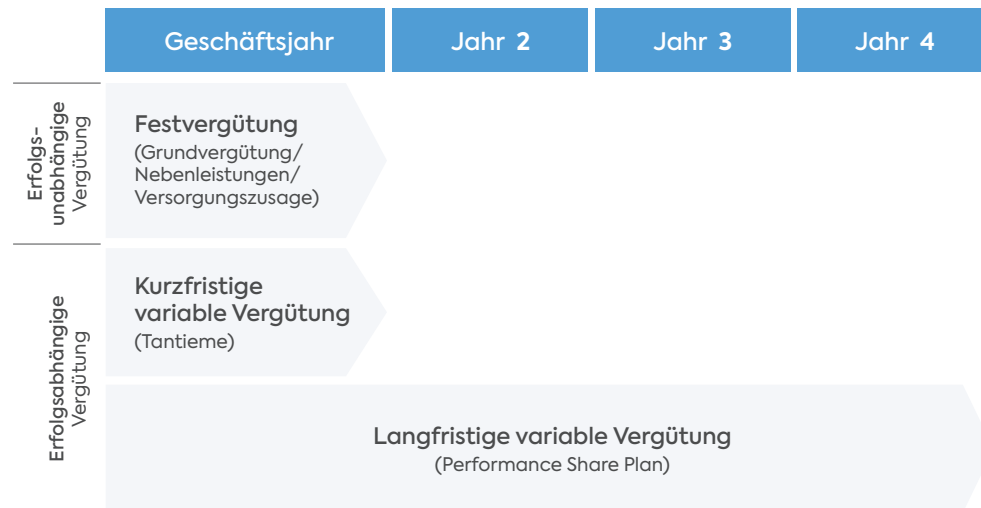 Geschäftsjahr
Jahr 2
Jahr 3
Jahr 4
Erfolgs-
unabhängige
Vergütung
Festvergütung
(Grundvergütung/
Nebenleistungen/
Versorgungszusage)
Erfolgsabhängige
Vergütung
Kurzfristige
variable Vergütung
(Tantieme)
Langfristige variable Vergütung
(Performance Share Plan)